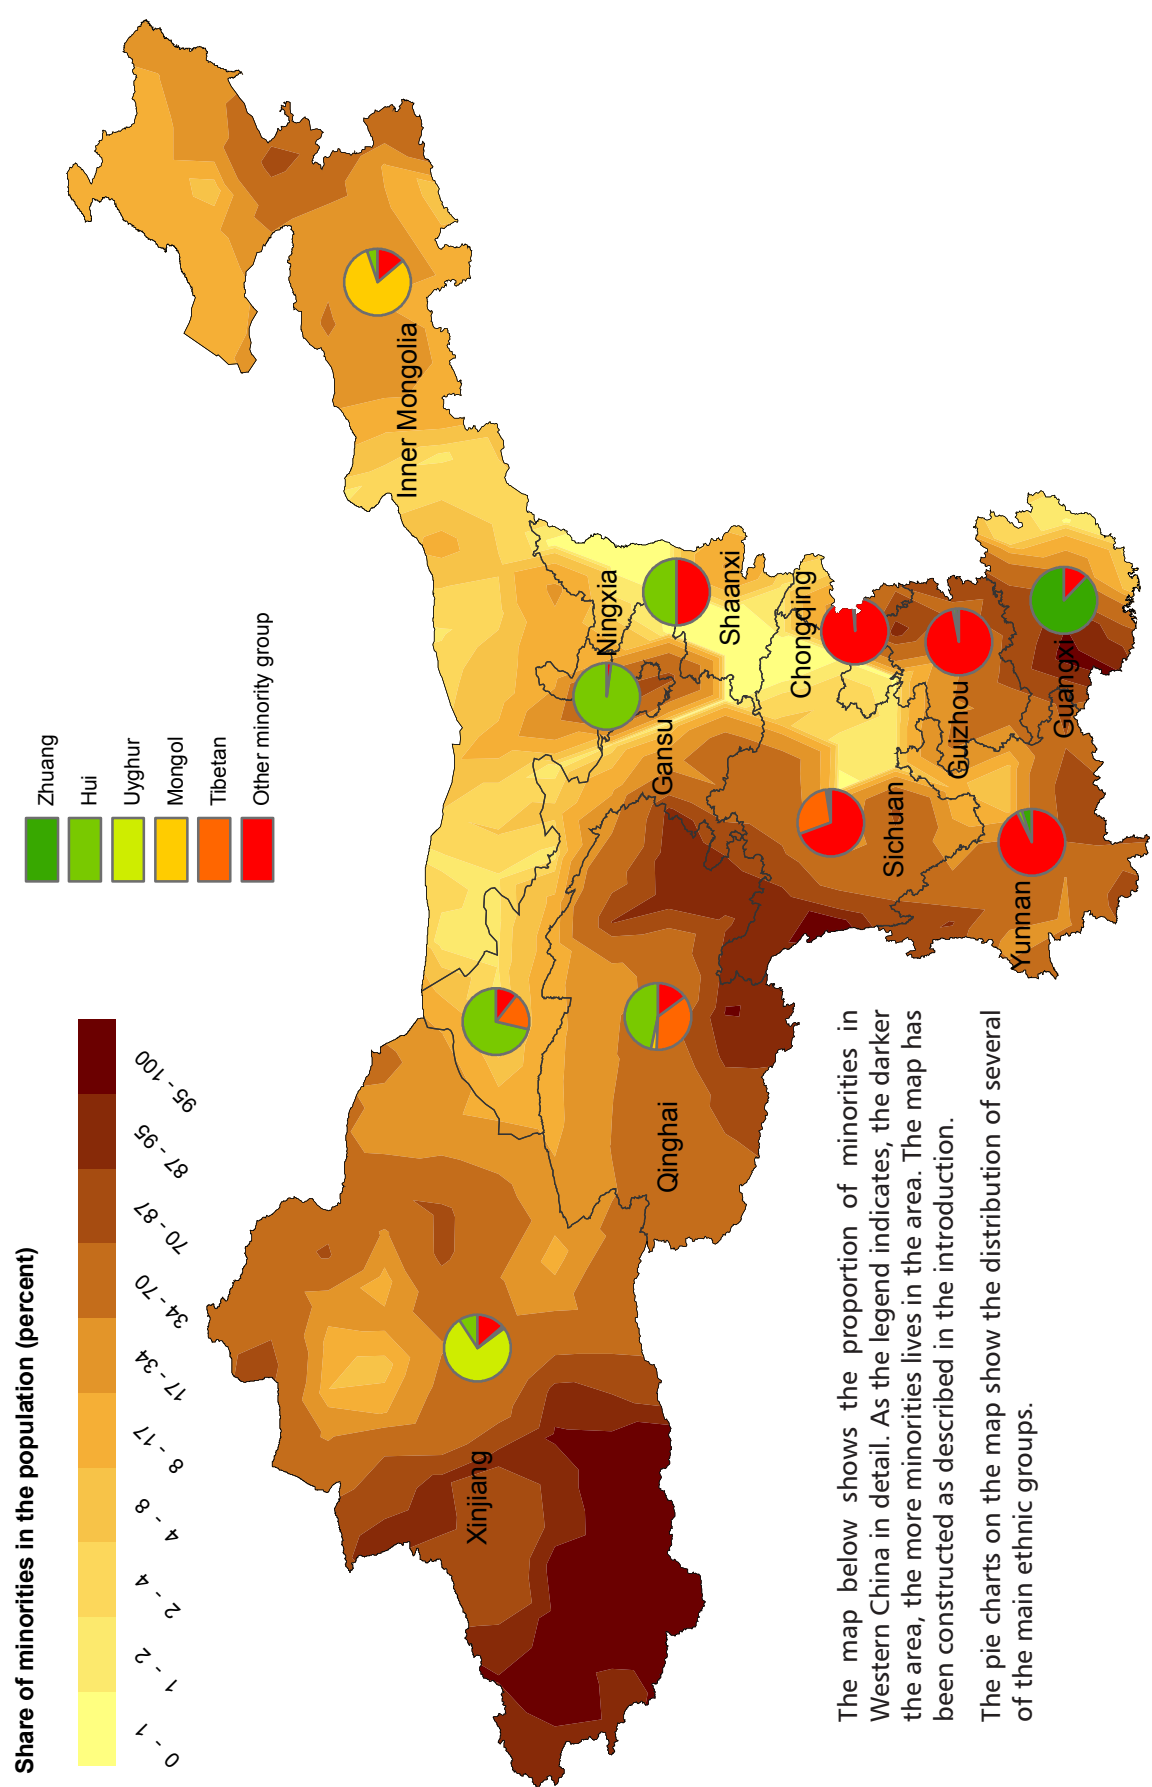 Share of minorities in the population (percent)
0 - 1
1 - 2
2 - 4
4 - 8
8 - 17
17 - 34
34 - 70
70 - 87
87 - 95
95 - 100
Zhuang
Hui
Uyghur
Mongol
Tibetan
Other minority group
Inner Mongolia
Ningxia
Shaanxi
Gansu
Chongqing
Xinjiang
Qinghai
Sichuan
Guizhou
Guangxi
Yunnan
The map below shows the proportion of minorities in
Western China in detail. As the legend indicates, the darker
the area, the more minorities lives in the area. The map has
been constructed as described in the introduction.
The pie charts on the map show the distribution of several
of the main ethnic groups.